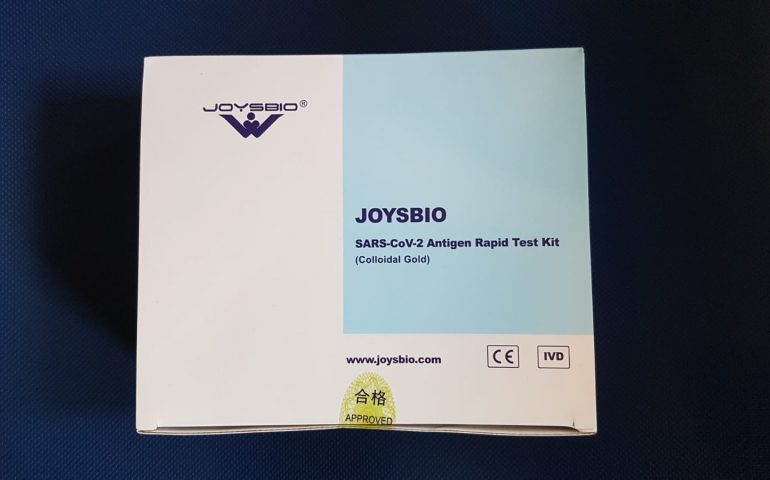 JOYSBIO®
JOYSBIO
SARS-CoV-2 Antigen Rapid Test Kit
(Colloidal Gold)
www.joysbio.com
CE
IVD
合格
APPROVED